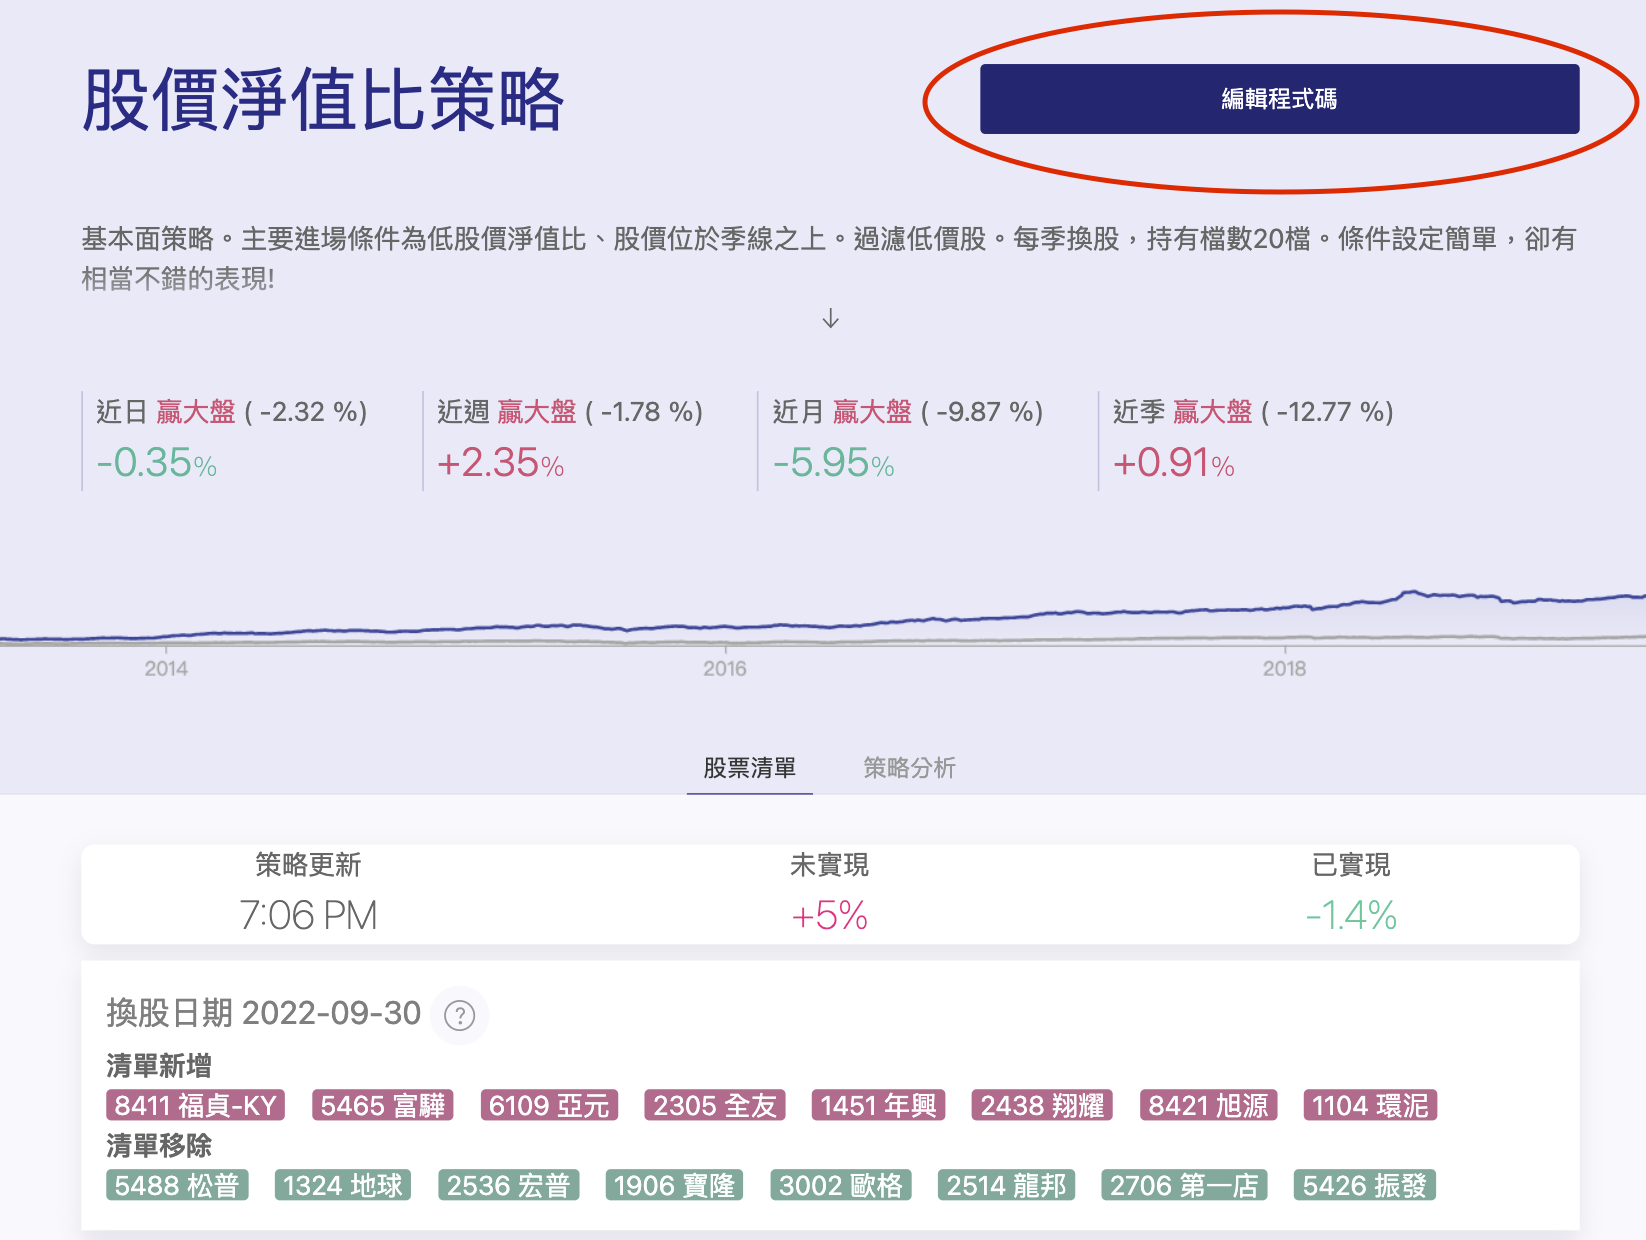 股價淨值比策略
編輯程式碼
基本面策略。主要進場條件為低股價淨值比、股價位於季線之上。過濾低價股。每季換股，持有檔數20檔。條件設定簡單，卻有
相當不錯的表現!
近日 贏大盤 ( -2.32 %)
-0.35%
近週 贏大盤 ( -1.78 %)
+2.35%
近月 贏大盤 ( -9.87 %)
-5.95%
近季 贏大盤 ( -12.77 %)
+0.91%
2014
2016
2018
股票清單
策略分析
策略更新
7:06 PM
未實現
+5%
已實現
-1.4%
換股日期 2022-09-30 ?
清單新增
8411 福貞-KY 5465 富驊 6109 亞元 2305 全友 1451 年興 2438 翔耀 8421 旭源 1104 環泥
清單移除
5488 松普 1324 地球 2536 宏普 1906 寶隆 3002 歐格 2514 龍邦 2706 第一店 5426 振發